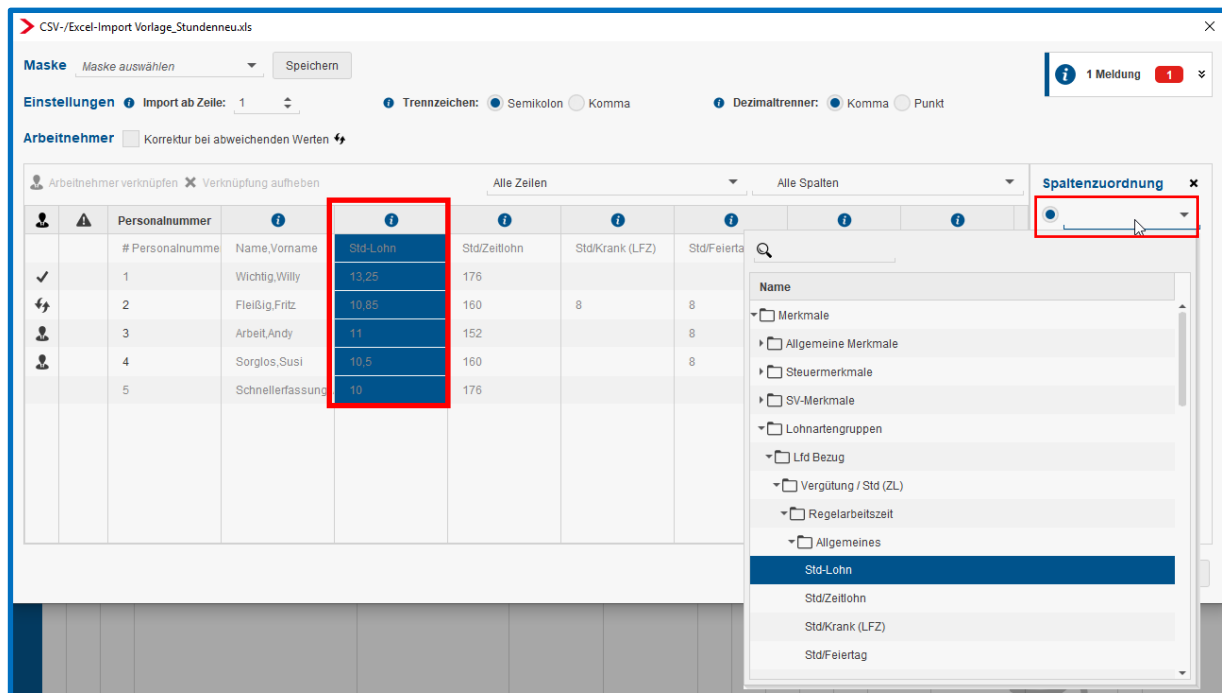 CSV-/Excel-Import Vorlage_Stundenneu.xls
Maske Maske auswählen Speichern
1 Meldung 1
Einstellungen Import ab Zeile: 1 Trennzeichen: Semikolon Komma Dezimaltrenner: Komma Punkt
Arbeitnehmer Korrektur bei abweichenden Werten
Arbeitnehmer verknüpfen Verknüpfung aufheben Alle Zeilen Alle Spalten Spaltenzuordnung
Personalnummer
# Personalnumme Name,Vorname Std-Lohn Std/Zeitlohn Std/Krank (LFZ) Std/Feierta
1 Wichtig,Willy 13,25 176
2 Fleißig,Fritz 10,85 160 8 8
3 Arbeit,Andy 11 152 8
4 Sorglos,Susi 10,5 160 8
5 Schnellerfassung 10 176
Name
Merkmale
Allgemeine Merkmale
Steuermerkmale
SV-Merkmale
Lohnartengruppen
Lfd Bezug
Vergütung / Std (ZL)
Regelarbeitszeit
Allgemeines
Std-Lohn
Std/Zeitlohn
Std/Krank (LFZ)
Std/Feiertag